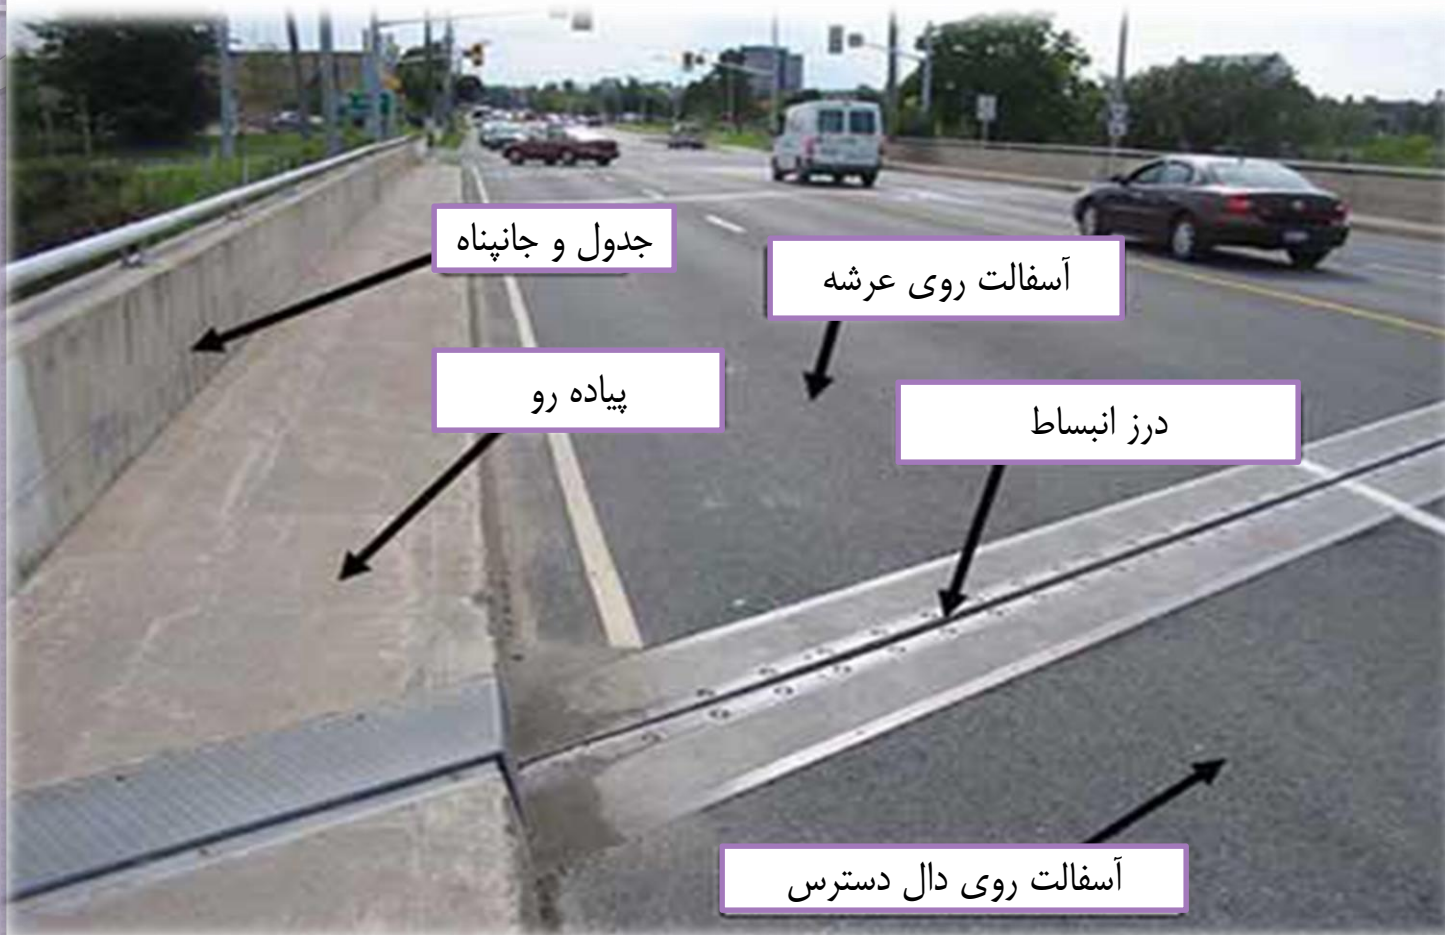 جدول و جانپناه
آسفالت روی عرشه
پیاده رو
درز انبساط
آسفالت روی دال دسترس